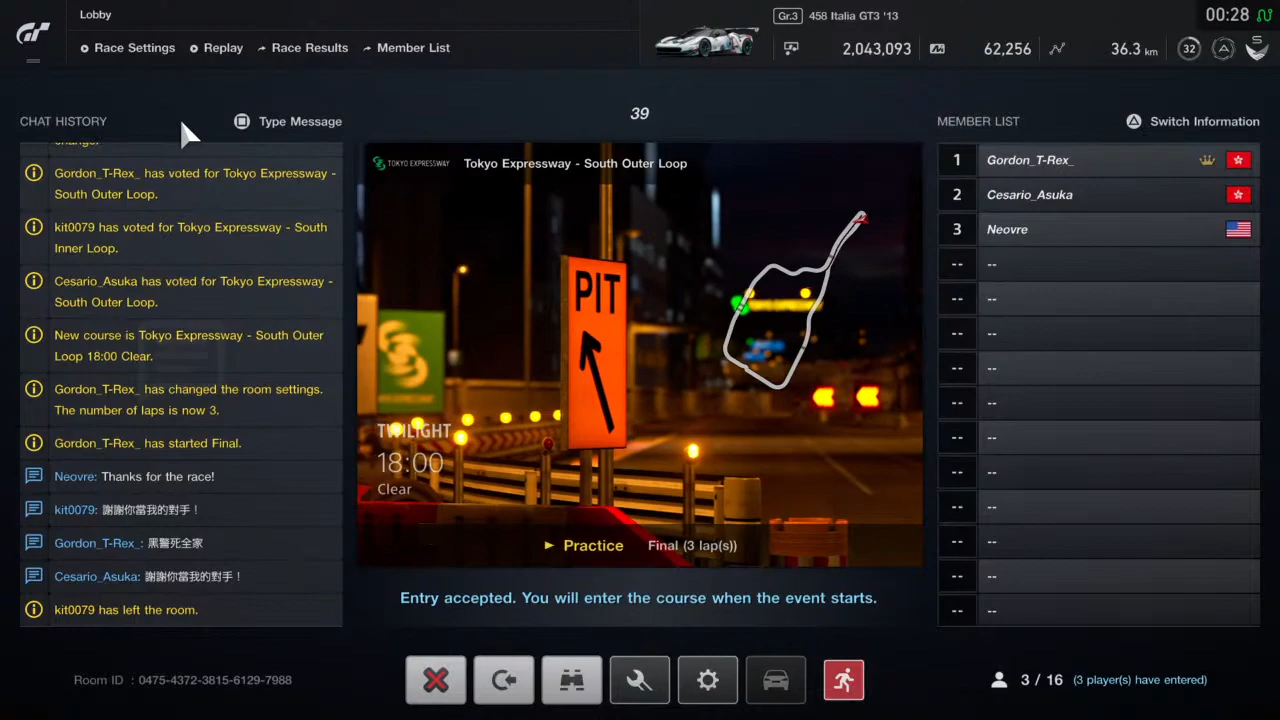 Lobby
Race Settings
Replay
Race Results
Member List
Gr.3
458 Italia GT3 '13
00:28
2,043,093
62,256
36.3 km
32
A
S
CHAT HISTORY
Type Message
change.
Gordon_T-Rex_ has voted for Tokyo Expressway -
South Outer Loop.
kit0079 has voted for Tokyo Expressway - South
Inner Loop.
Cesario_Asuka has voted for Tokyo Expressway -
South Outer Loop.
New course is Tokyo Expressway - South Outer
Loop 18:00 Clear.
Gordon_T-Rex_ has changed the room settings.
The number of laps is now 3.
Gordon_T-Rex_ has started Final.
Neovre: Thanks for the race!
kit0079: 謝謝你當我的對手！
Gordon_T-Rex_: 黑警死全家
Cesario_Asuka: 謝謝你當我的對手！
kit0079 has left the room.
39
TOKYO EXPRESSWAY
Tokyo Expressway - South Outer Loop
PIT
TWILIGHT
18:00
Clear
Practice
Final (3 lap(s))
Entry accepted. You will enter the course when the event starts.
MEMBER LIST
Switch Information
1 Gordon_T-Rex_
2 Cesario_Asuka
3 Neovre
-- --
-- --
-- --
-- --
-- --
-- --
-- --
-- --
-- --
-- --
-- --
Room ID : 0475-4372-3815-6129-7988
3 / 16
(3 player(s) have entered)